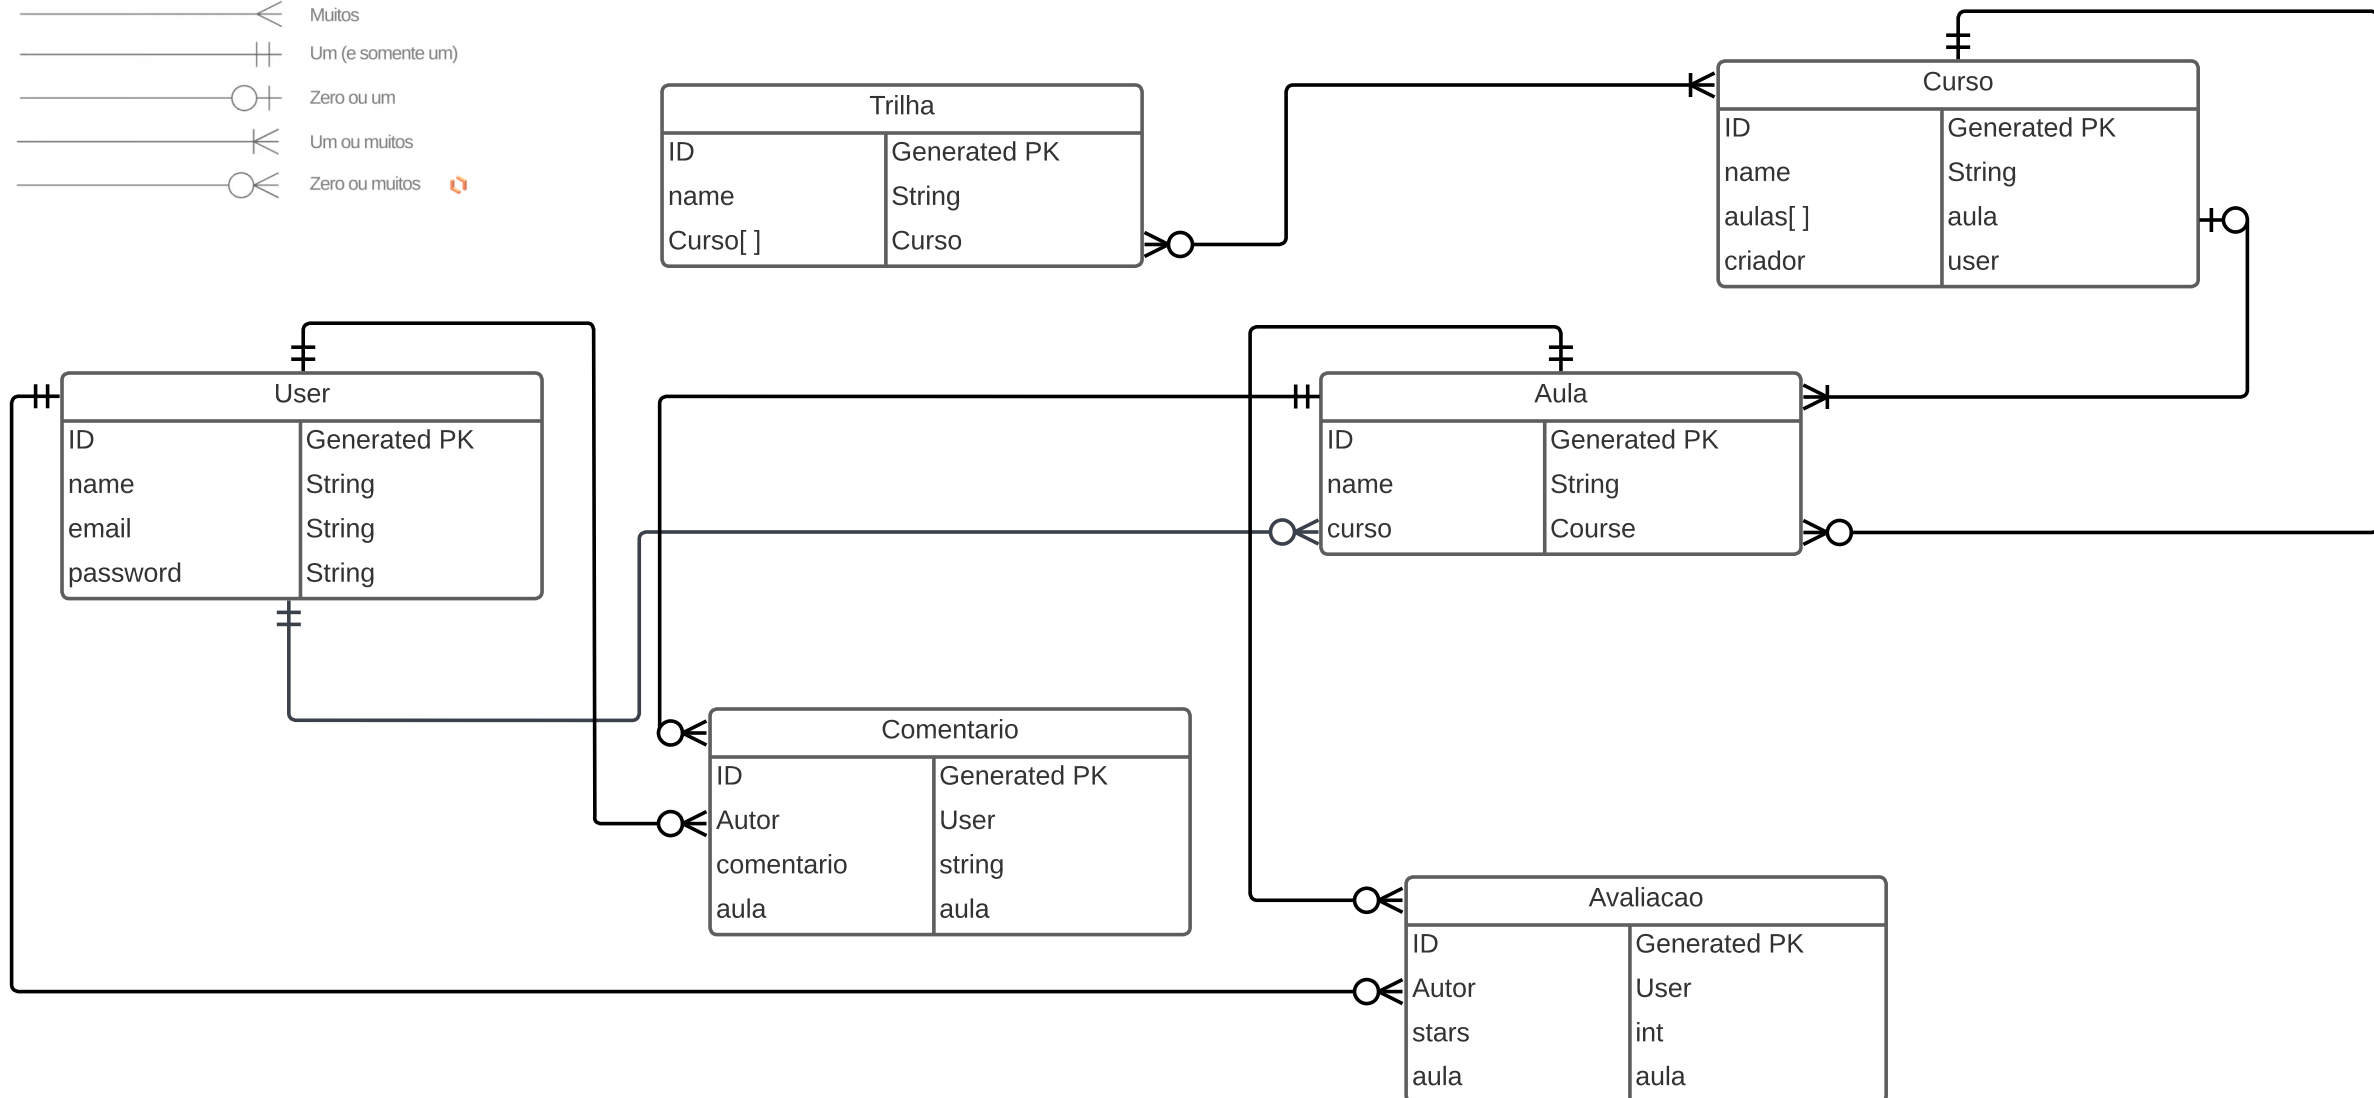 Muitos
Um (e somente um)
Zero ou um
Um ou muitos
Zero ou muitos
Trilha
ID Generated PK
name String
Curso[ ] Curso
Curso
ID Generated PK
name String
aulas[ ] aula
criador user
User
ID Generated PK
name String
email String
password String
Aula
ID Generated PK
name String
curso Course
Comentario
ID Generated PK
Autor User
comentario string
aula aula
Avaliacao
ID Generated PK
Autor User
stars int
aula aula